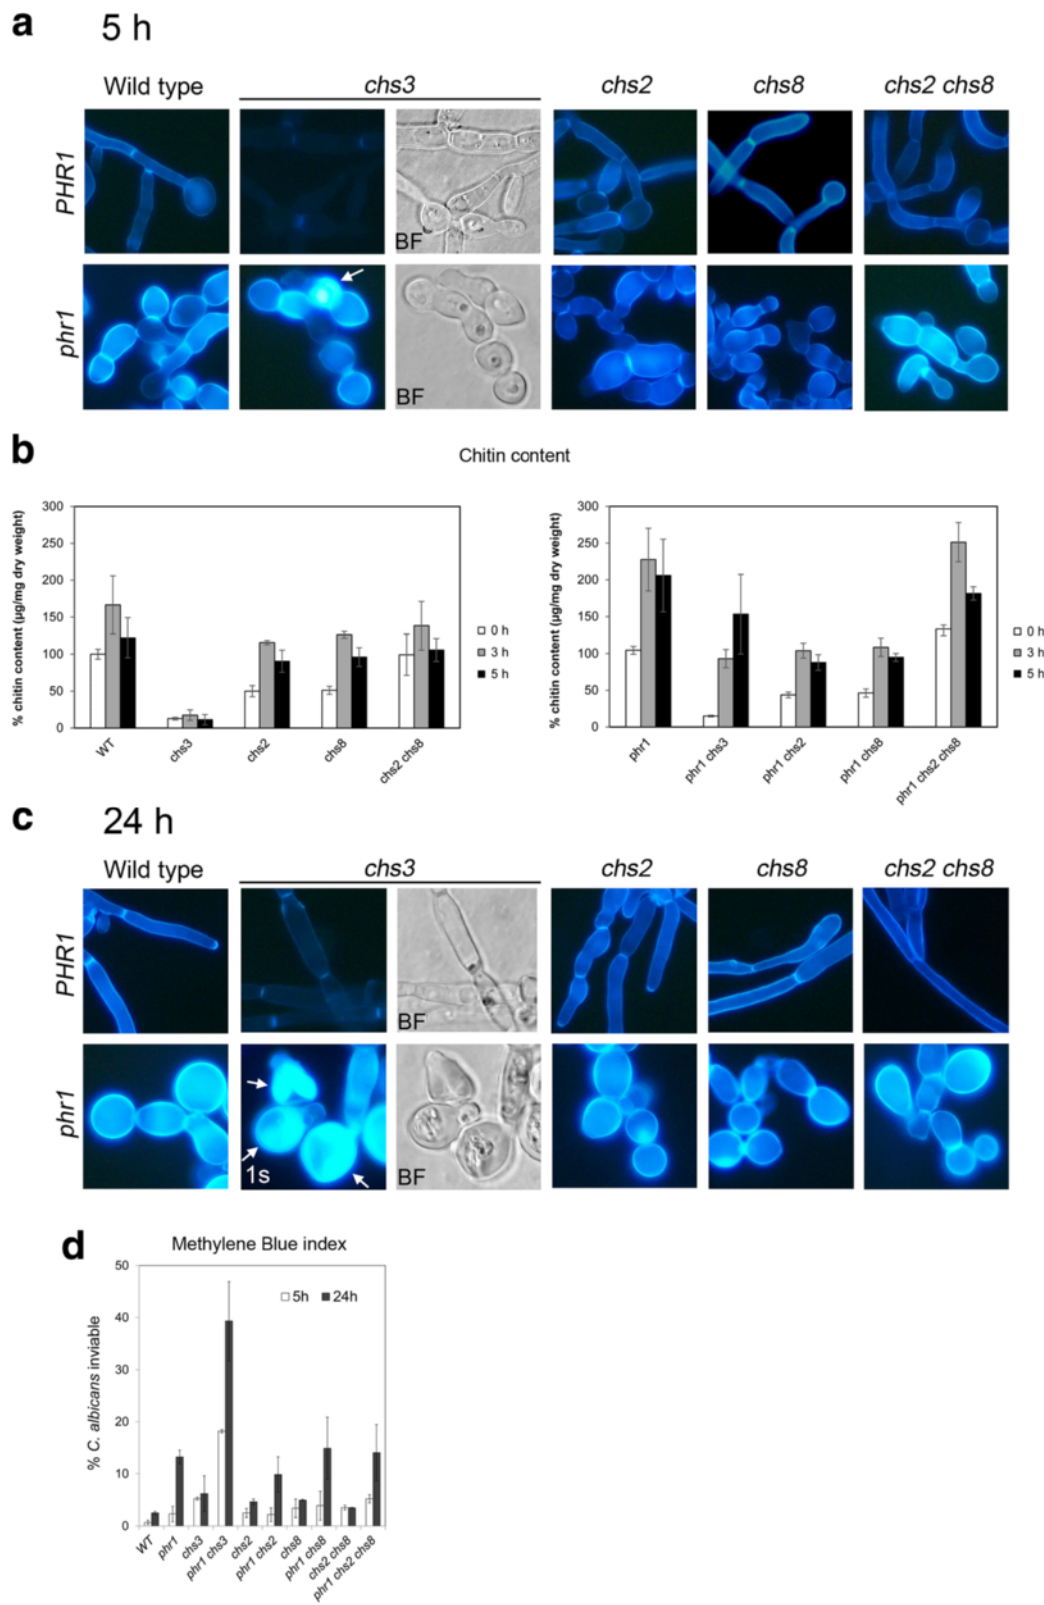 a 5 h
Wild type chs3 chs2 chs8 chs2 chs8
PHR1
BF
phr1
BF
b
Chitin content
% chitin content (µg/mg dry weight)
300
250
200
150
100
50
0
WT chs3 chs2 chs8 chs2 chs8
0 h
3 h
5 h
% chitin content (µg/mg dry weight)
300
250
200
150
100
50
0
phr1 phr1 chs3 phr1 chs2 phr1 chs8 phr1 chs2 chs8
0 h
3 h
5 h
c 24 h
Wild type chs3 chs2 chs8 chs2 chs8
PHR1
BF
phr1
1s
BF
d
Methylene Blue index
% C. albicans inviable
50
40
30
20
10
0
5h 24h
WT phr1 chs3 phr1 chs3 chs2 phr1 chs2 chs8 phr1 chs8 chs2 chs8 phr1 chs2 chs8